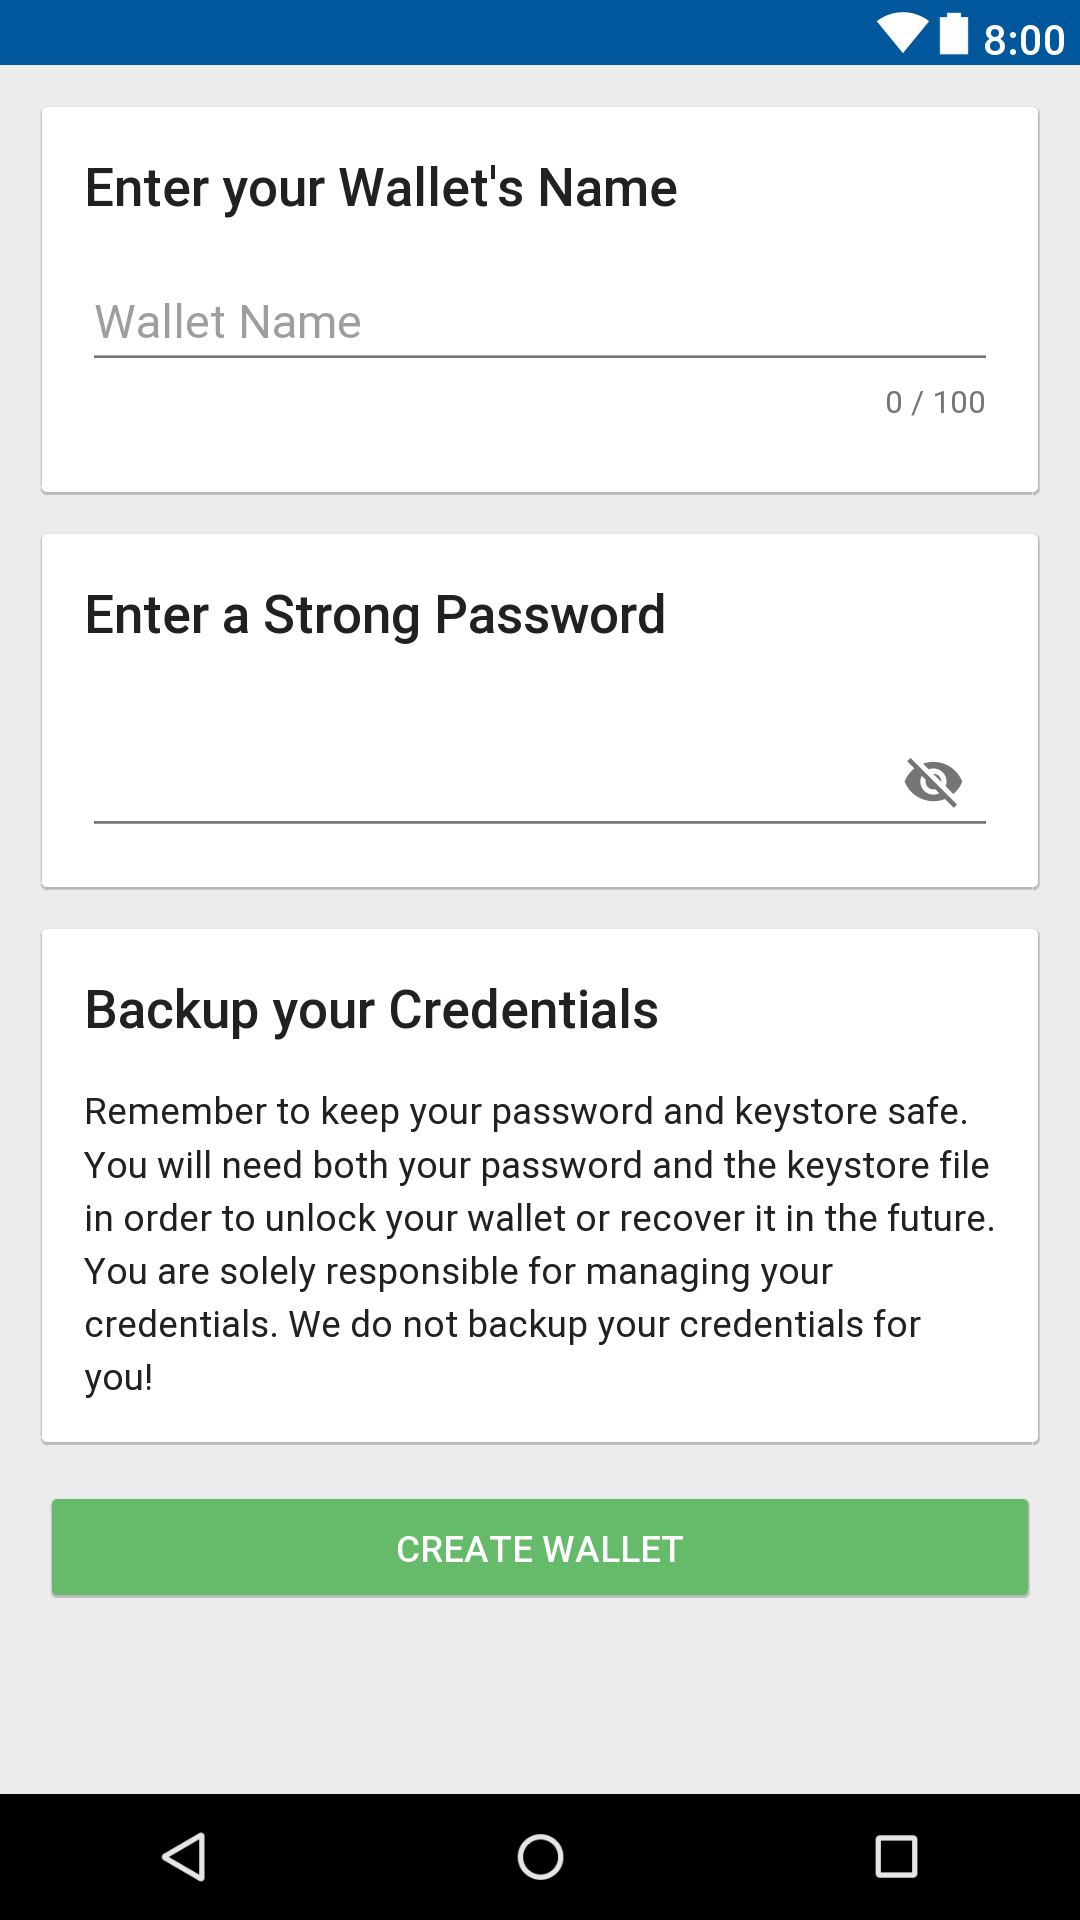 8:00
Enter your Wallet's Name
Wallet Name
0 / 100
Enter a Strong Password
Backup your Credentials
Remember to keep your password and keystore safe.
You will need both your password and the keystore file
in order to unlock your wallet or recover it in the future.
You are solely responsible for managing your
credentials. We do not backup your credentials for
you!
CREATE WALLET